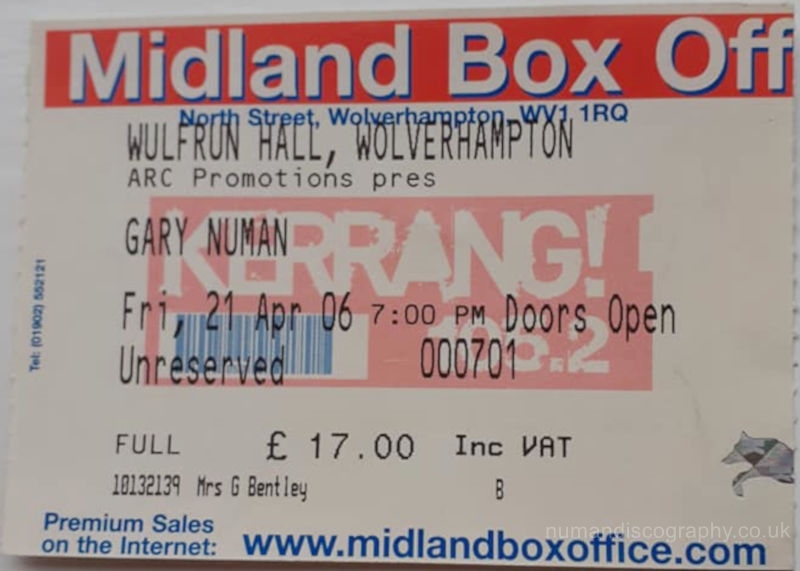 Midland Box Off
North Street, Wolverhampton, WV1 1RQ
WULFRUN HALL, WOLVERHAMPTON
ARC Promotions pres
KERRANG!
GARY NUMAN
Fri, 21 Apr 06 7:00 PM Doors Open
105.2
Unreserved 000701
Tel: (01902) 552121
FULL £ 17.00 Inc VAT
10132139 Mrs G Bentley B
Premium Sales
on the Internet: www.midlandboxoffice.com
numandiscography.co.uk